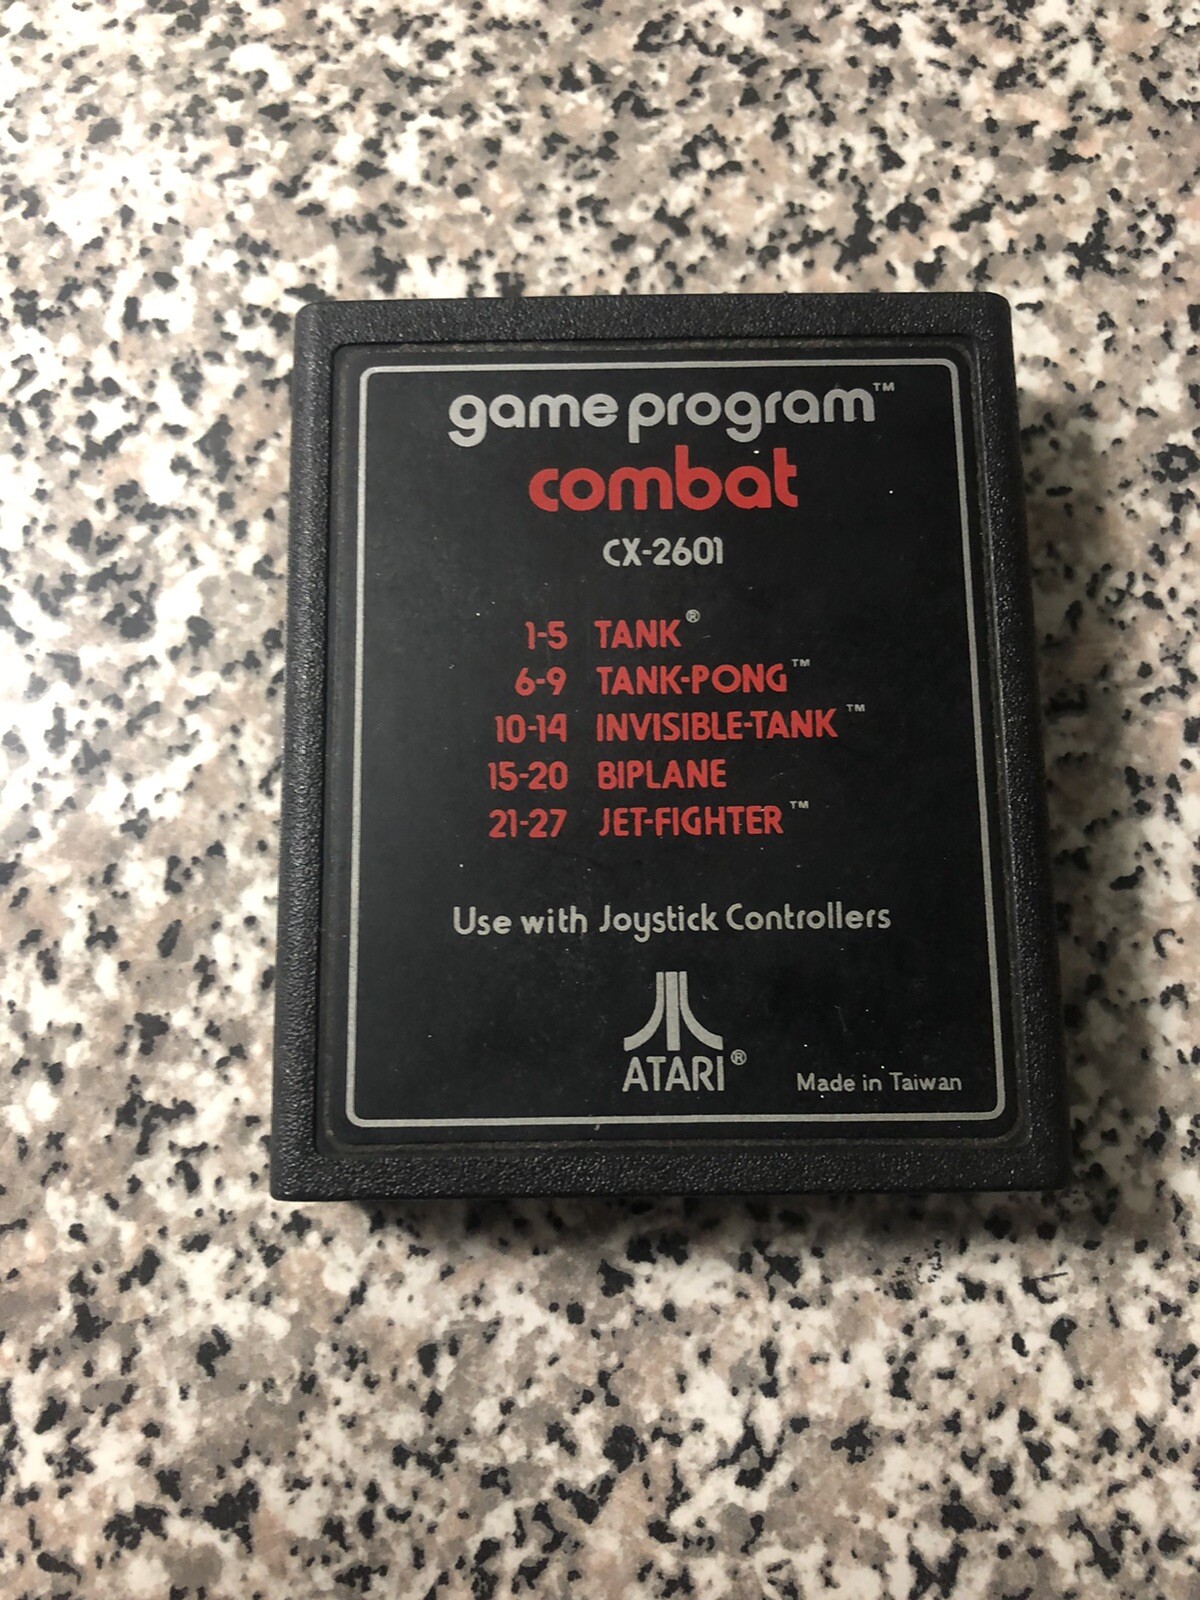 game program™
combat
CX-2601
1-5 TANK®
6-9 TANK-PONG™
10-14 INVISIBLE-TANK™
15-20 BIPLANE
21-27 JET-FIGHTER™
Use with Joystick Controllers
ATARI®
Made in Taiwan